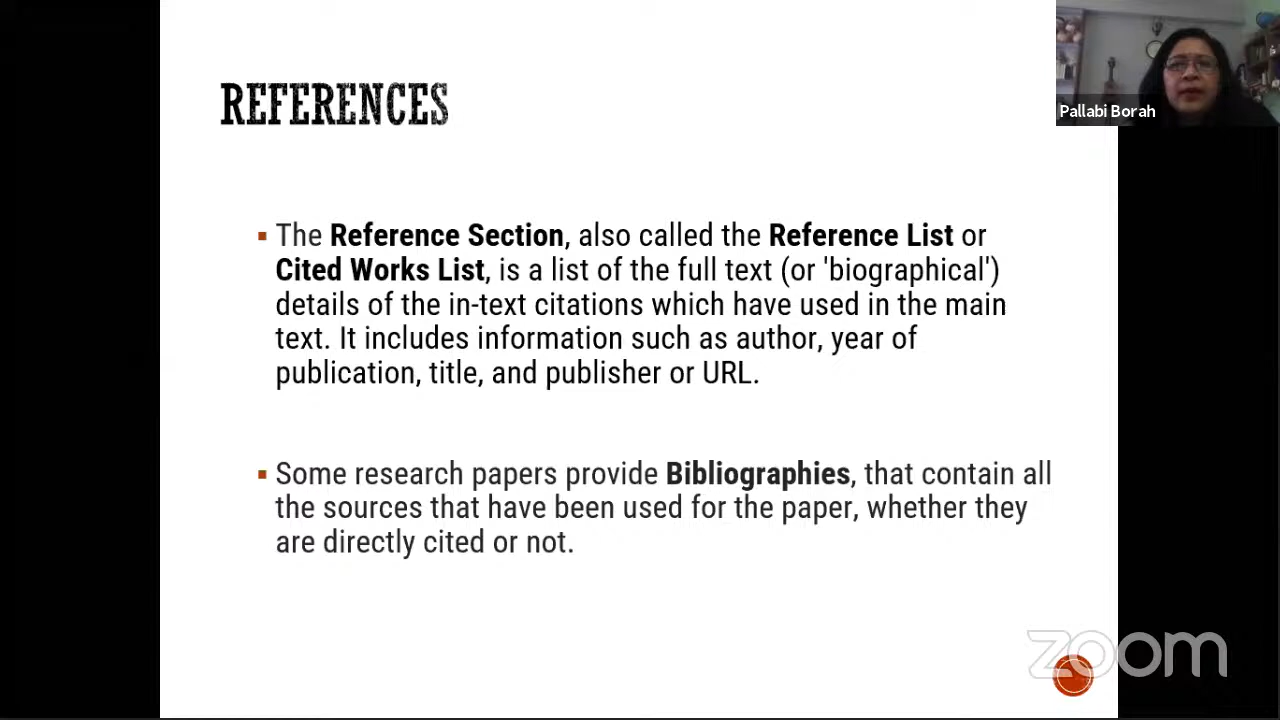 REFERENCES
Pallabi Borah
▪ The Reference Section, also called the Reference List or
Cited Works List, is a list of the full text (or 'biographical')
details of the in-text citations which have used in the main
text. It includes information such as author, year of
publication, title, and publisher or URL.
▪ Some research papers provide Bibliographies, that contain all
the sources that have been used for the paper, whether they
are directly cited or not.
zoom